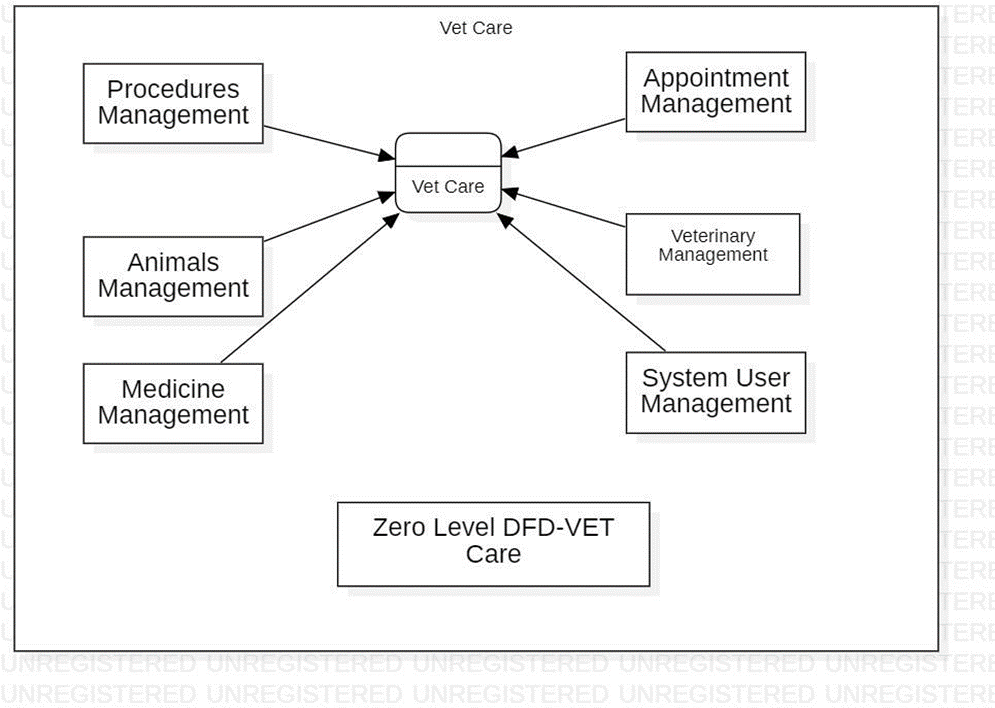 Vet Care
Procedures
Management
Appointment
Management
Vet Care
Animals
Management
Veterinary
Management
Medicine
Management
System User
Management
Zero Level DFD-VET
Care
UNREGISTERED UNREGISTERED UNREGISTERED UNREGISTERED UNREGISTERED
UNREGISTERED UNREGISTERED UNREGISTERED UNREGISTERED UNREGISTERED